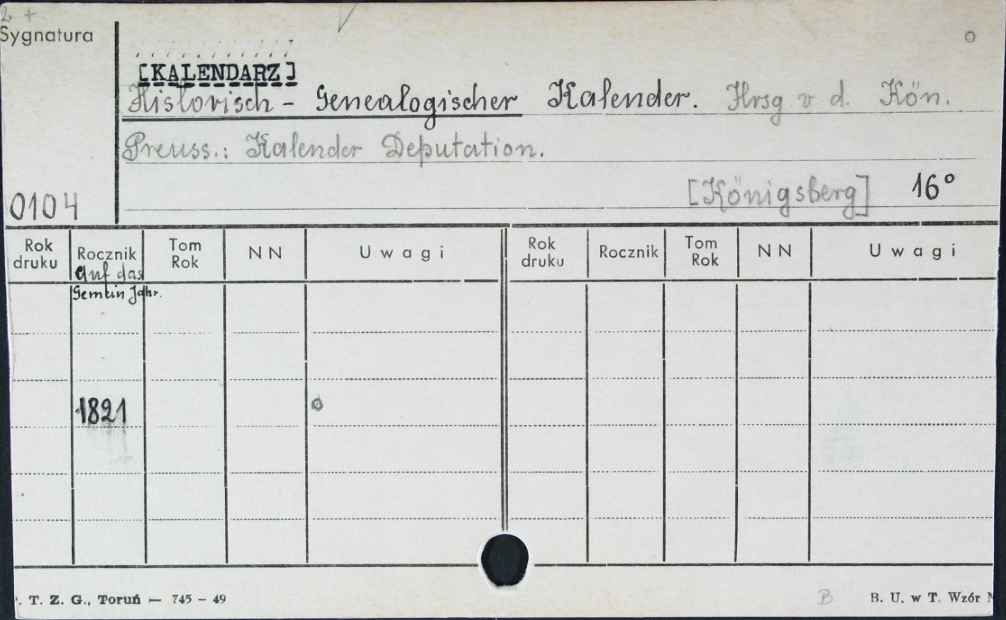 2 +
Sygnatura
[KALENDARZ]
Historisch - Genealogischer Kalender. Hrsg v d. Kön.
Preuss.: Kalender Deputation.
[Königsberg] 16°
0104
Rok druku Rocznik Tom Rok NN Uwagi Rok druku Rocznik Tom Rok NN Uwagi
Auf das
Gemein Jahr.
1821
. T. Z. G., Toruń — 745 - 49
B
B. U. w T. Wzór N